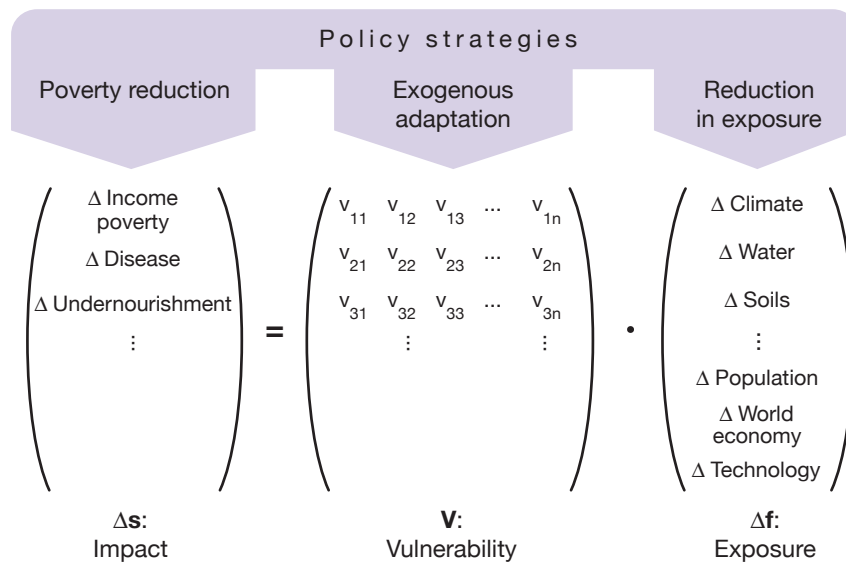 Policy strategies
Poverty reduction
Exogenous
adaptation
Reduction
in exposure
Δ Income
poverty
Δ Disease
Δ Undernourishment
⋮
=
v11 v12 v13 ... v1n
v21 v22 v23 ... v2n
v31 v32 v33 ... v3n
⋮ ⋮
·
Δ Climate
Δ Water
Δ Soils
⋮
Δ Population
Δ World
economy
Δ Technology
Δs:
Impact
V:
Vulnerability
Δf:
Exposure